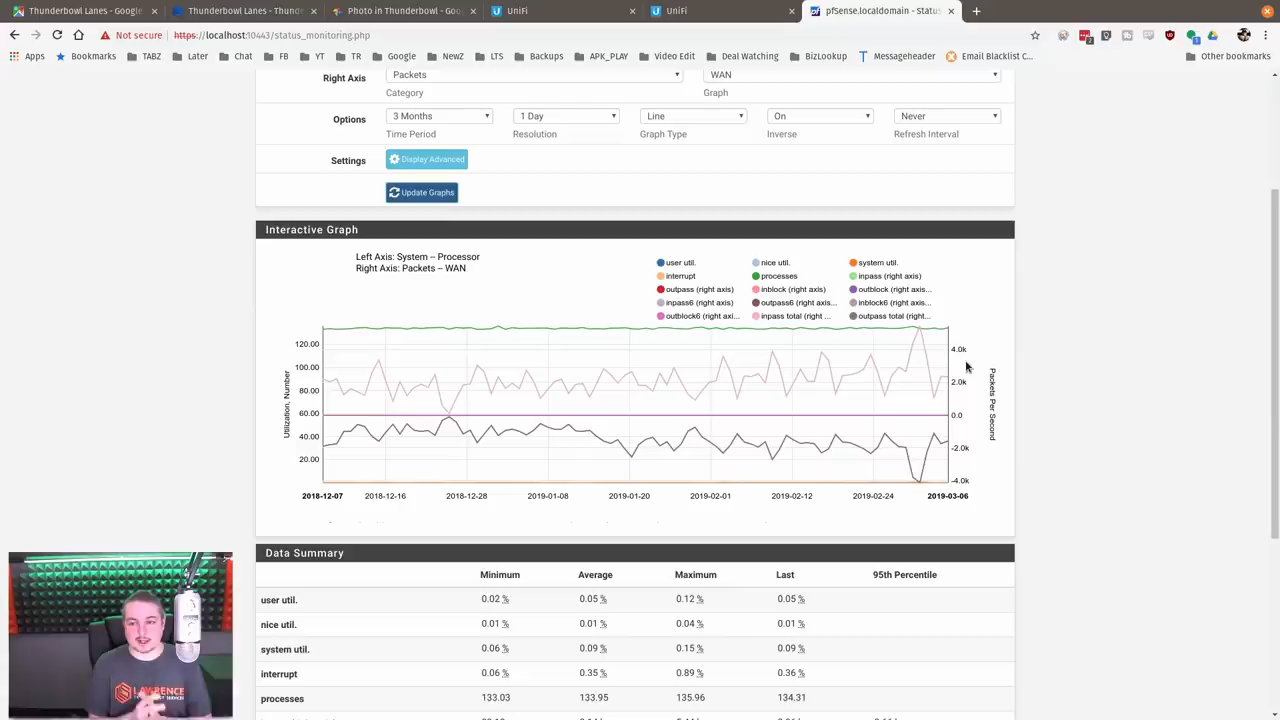 Thunderbowl Lanes - Google
Thunderbowl Lanes - Thunde
Photo in Thunderbowl - Goo
UniFi
UniFi
pfSense.localdomain - Status
Not secure https://localhost:10443/status_monitoring.php
Apps Bookmarks TABZ Later Chat FB YT TR Google NewZ LTS Backups APK_PLAY Video Edit Deal Watching BizLookup Messageheader Email Blacklist C... Other bookmarks
Right Axis Packets WAN
Category Graph
Options 3 Months 1 Day Line On Never
Time Period Resolution Graph Type Inverse Refresh Interval
Settings Display Advanced
Update Graphs
Interactive Graph
Left Axis: System -- Processor
Right Axis: Packets -- WAN
user util. nice util. system util.
interrupt processes inpass (right axis)
outpass (right axis) inblock (right axis) outblock (right axis...
inpass6 (right axis) outpass6 (right axis... inblock6 (right axis...
outblock6 (right axi... inpass total (right ... outpass total (right...
120.00
100.00
80.00
60.00
40.00
20.00
Utilization, Number
4.0k
2.0k
0.0
-2.0k
-4.0k
Packets Per Second
2018-12-07 2018-12-16 2018-12-28 2019-01-08 2019-01-20 2019-02-01 2019-02-12 2019-02-24 2019-03-06
Data Summary
Minimum Average Maximum Last 95th Percentile
user util. 0.02 % 0.05 % 0.12 % 0.05 %
nice util. 0.01 % 0.01 % 0.04 % 0.01 %
system util. 0.06 % 0.09 % 0.15 % 0.09 %
interrupt 0.06 % 0.35 % 0.89 % 0.36 %
processes 133.03 133.95 135.96 134.31
LAWRENCE